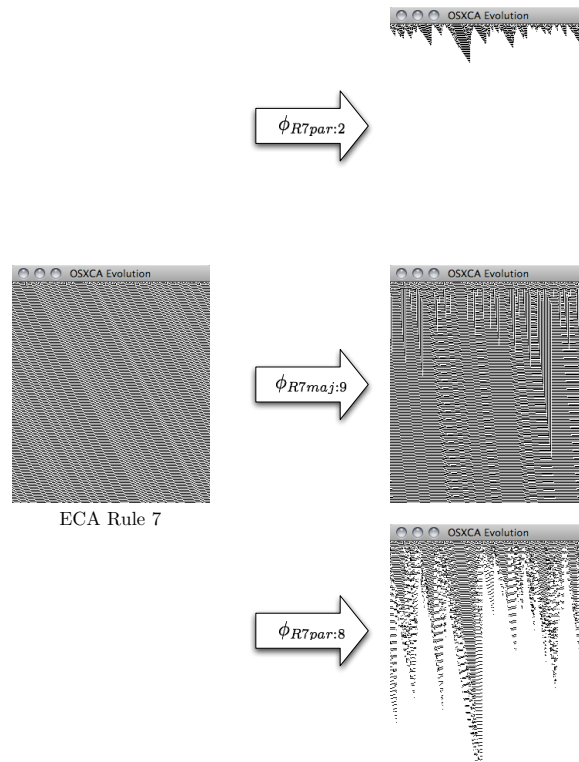 OSXCA Evolution
ϕR7par:2
OSXCA Evolution
OSXCA Evolution
ϕR7maj:9
ECA Rule 7
OSXCA Evolution
ϕR7par:8